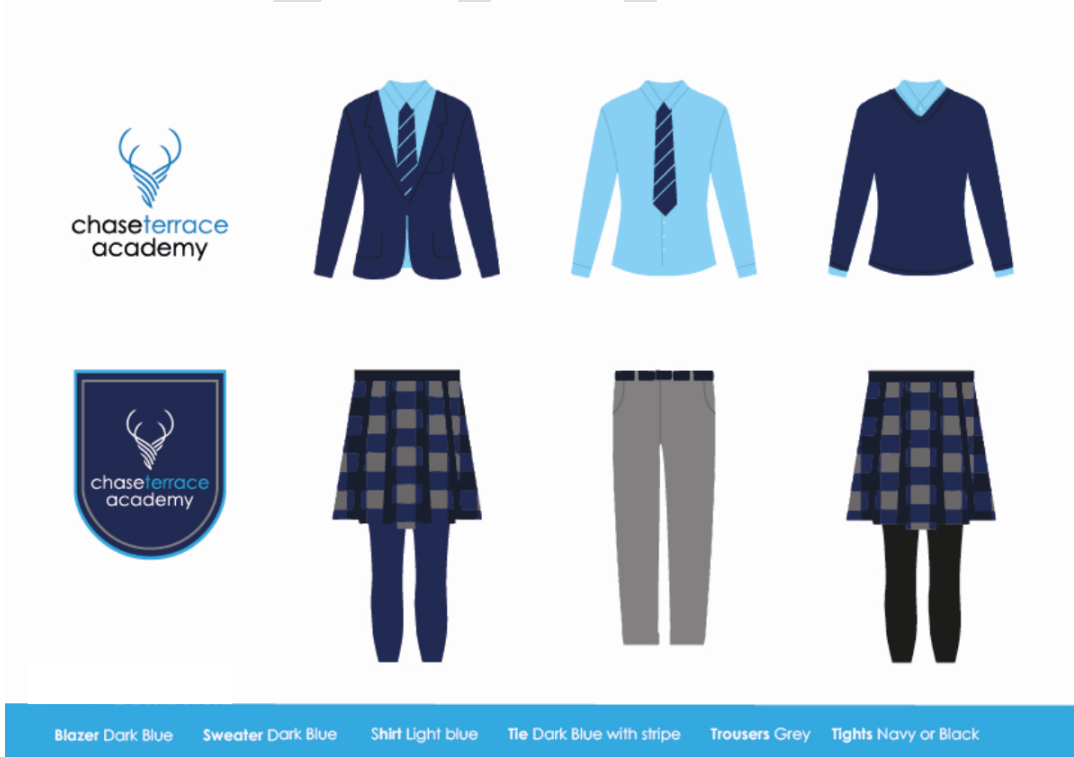 chaseterrace
academy
chaseterrace
academy
Blazer Dark Blue Sweater Dark Blue Shirt Light blue Tie Dark Blue with stripe Trousers Grey Tights Navy or Black